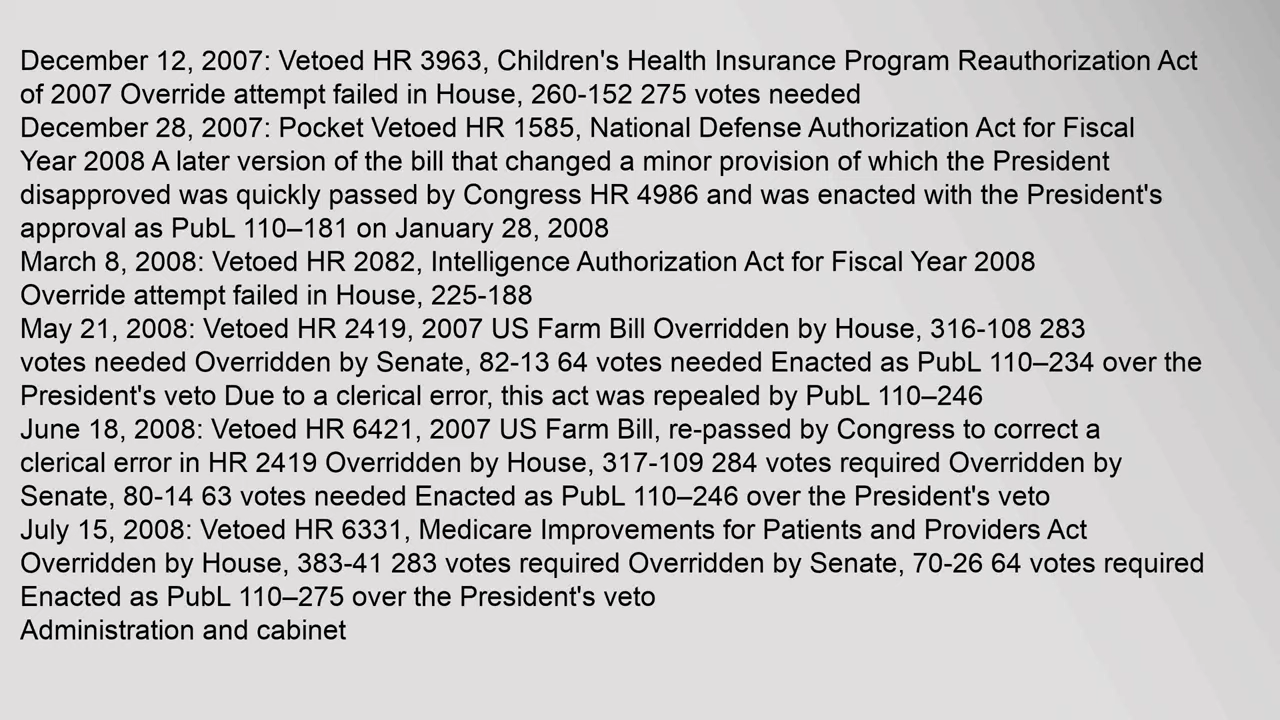 December 12, 2007: Vetoed HR 3963, Children's Health Insurance Program Reauthorization Act
of 2007 Override attempt failed in House, 260-152 275 votes needed
December 28, 2007: Pocket Vetoed HR 1585, National Defense Authorization Act for Fiscal
Year 2008 A later version of the bill that changed a minor provision of which the President
disapproved was quickly passed by Congress HR 4986 and was enacted with the President's
approval as PubL 110–181 on January 28, 2008
March 8, 2008: Vetoed HR 2082, Intelligence Authorization Act for Fiscal Year 2008
Override attempt failed in House, 225-188
May 21, 2008: Vetoed HR 2419, 2007 US Farm Bill Overridden by House, 316-108 283
votes needed Overridden by Senate, 82-13 64 votes needed Enacted as PubL 110–234 over the
President's veto Due to a clerical error, this act was repealed by PubL 110–246
June 18, 2008: Vetoed HR 6421, 2007 US Farm Bill, re-passed by Congress to correct a
clerical error in HR 2419 Overridden by House, 317-109 284 votes required Overridden by
Senate, 80-14 63 votes needed Enacted as PubL 110–246 over the President's veto
July 15, 2008: Vetoed HR 6331, Medicare Improvements for Patients and Providers Act
Overridden by House, 383-41 283 votes required Overridden by Senate, 70-26 64 votes required
Enacted as PubL 110–275 over the President's veto
Administration and cabinet